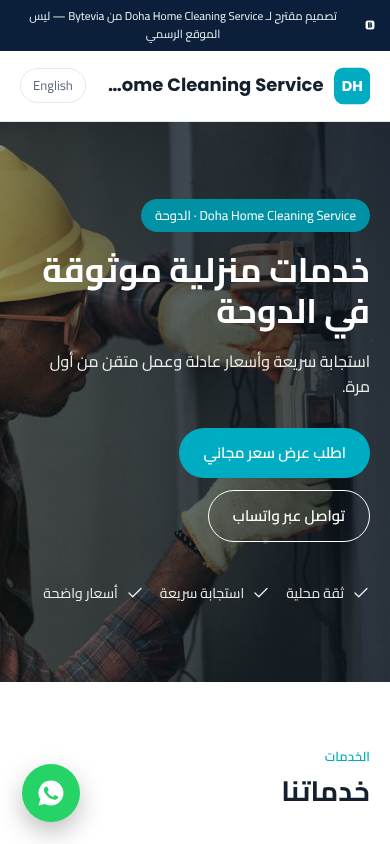 تصميم مقترح لـ Doha Home Cleaning Service من Bytevia — ليس
الموقع الرسمي
B
DH
...ome Cleaning Service
English
Doha Home Cleaning Service · الدوحة
خدمات منزلية موثوقة
في الدوحة
استجابة سريعة وأسعار عادلة وعمل متقن من أول
مرة.
اطلب عرض سعر مجاني
تواصل عبر واتساب
ثقة محلية
استجابة سريعة
أسعار واضحة
الخدمات
خدماتنا